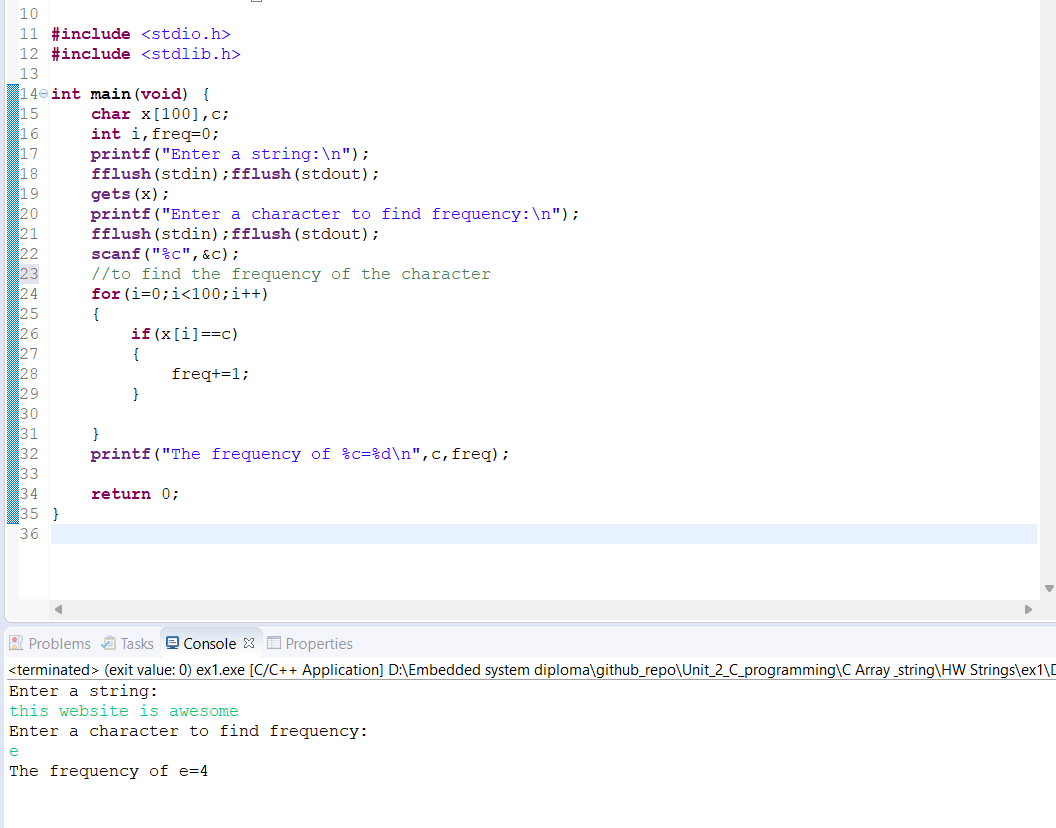 10
11 #include <stdio.h>
12 #include <stdlib.h>
13
14 int main(void) {
15     char x[100],c;
16     int i,freq=0;
17     printf("Enter a string:\n");
18     fflush(stdin);fflush(stdout);
19     gets(x);
20     printf("Enter a character to find frequency:\n");
21     fflush(stdin);fflush(stdout);
22     scanf("%c",&c);
23     //to find the frequency of the character
24     for(i=0;i<100;i++)
25     {
26         if(x[i]==c)
27         {
28             freq+=1;
29         }
30
31     }
32     printf("The frequency of %c=%d\n",c,freq);
33
34     return 0;
35 }
36
Problems Tasks Console Properties
<terminated> (exit value: 0) ex1.exe [C/C++ Application] D:\Embedded system diploma\github_repo\Unit_2_C_programming\C Array _string\HW Strings\ex1\D
Enter a string:
this website is awesome
Enter a character to find frequency:
e
The frequency of e=4